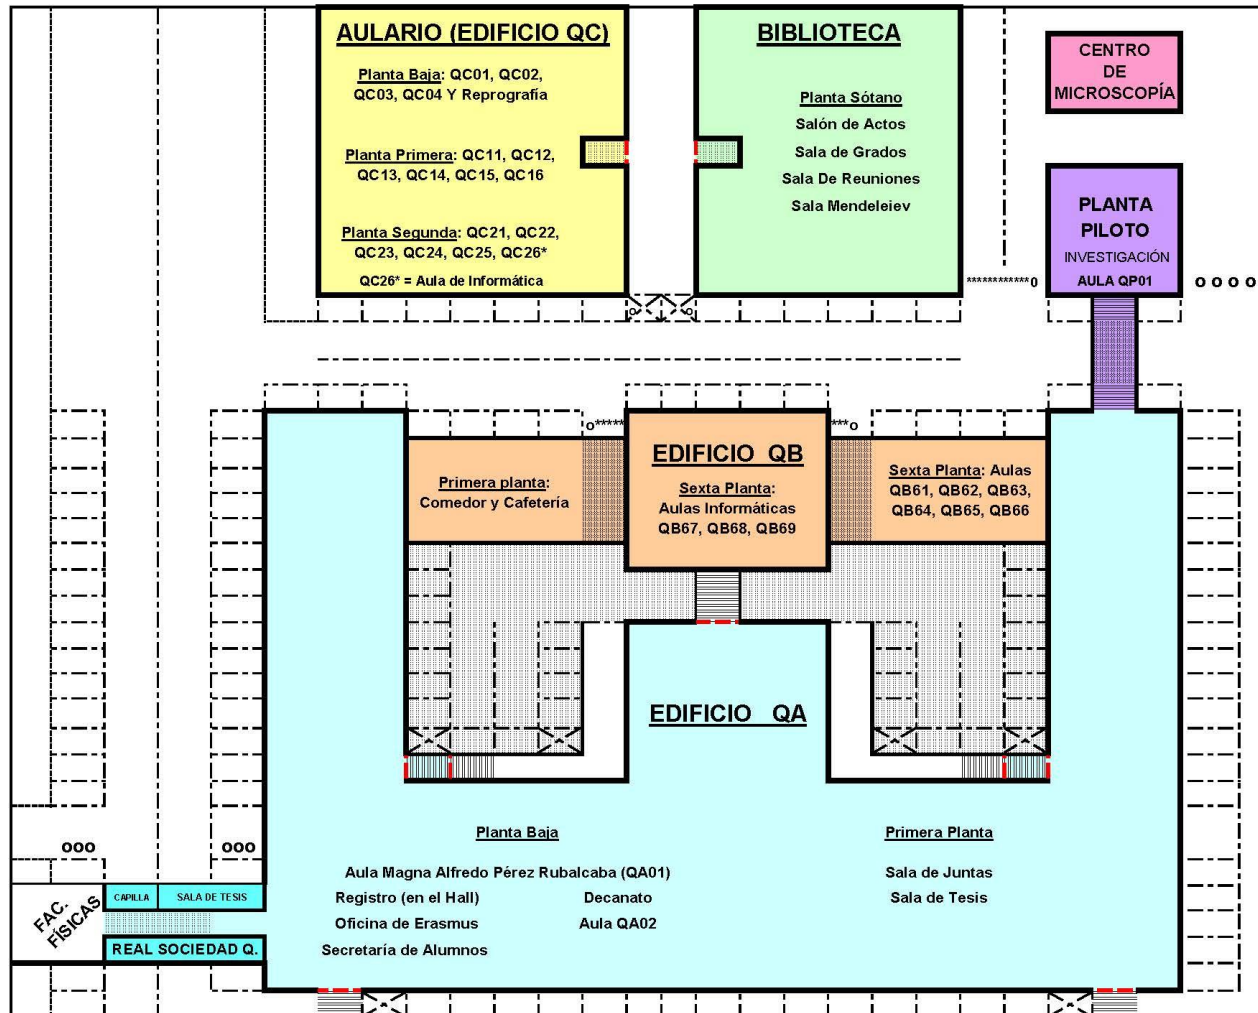 AULARIO (EDIFICIO QC)
Planta Baja: QC01, QC02,
QC03, QC04 Y Reprografía
Planta Primera: QC11, QC12,
QC13, QC14, QC15, QC16
Planta Segunda: QC21, QC22,
QC23, QC24, QC25, QC26*
QC26* = Aula de Informática
BIBLIOTECA
Planta Sótano
Salón de Actos
Sala de Grados
Sala De Reuniones
Sala Mendeleiev
CENTRO
DE
MICROSCOPÍA
PLANTA
PILOTO
INVESTIGACIÓN
AULA QP01
************0
o o o o
o
o
o*****
***o
Primera planta:
Comedor y Cafetería
EDIFICIO QB
Sexta Planta:
Aulas Informáticas
QB67, QB68, QB69
Sexta Planta: Aulas
QB61, QB62, QB63,
QB64, QB65, QB66
EDIFICIO QA
Planta Baja
Aula Magna Alfredo Pérez Rubalcaba (QA01)
Registro (en el Hall) Decanato
Oficina de Erasmus Aula QA02
Secretaría de Alumnos
Primera Planta
Sala de Juntas
Sala de Tesis
ooo
ooo
FAC.
FÍSICAS
CAPILLA
SALA DE TESIS
REAL SOCIEDAD Q.